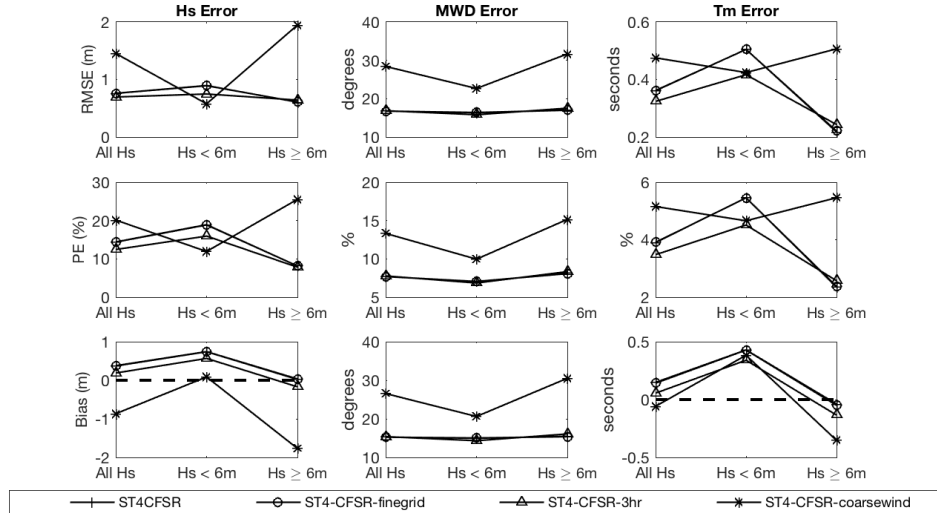 Hs Error
MWD Error
Tm Error
RMSE (m)
2
1
0
All Hs
Hs < 6m
Hs ≥ 6m
degrees
40
30
20
10
All Hs
Hs < 6m
Hs ≥ 6m
seconds
0.6
0.4
0.2
All Hs
Hs < 6m
Hs ≥ 6m
PE (%)
30
20
10
0
All Hs
Hs < 6m
Hs ≥ 6m
%
20
15
10
5
All Hs
Hs < 6m
Hs ≥ 6m
%
6
4
2
All Hs
Hs < 6m
Hs ≥ 6m
Bias (m)
1
0
-1
-2
All Hs
Hs < 6m
Hs ≥ 6m
degrees
40
30
20
10
All Hs
Hs < 6m
Hs ≥ 6m
seconds
0.5
0
-0.5
All Hs
Hs < 6m
Hs ≥ 6m
ST4CFSR
ST4-CFSR-finegrid
ST4-CFSR-3hr
ST4-CFSR-coarsewind